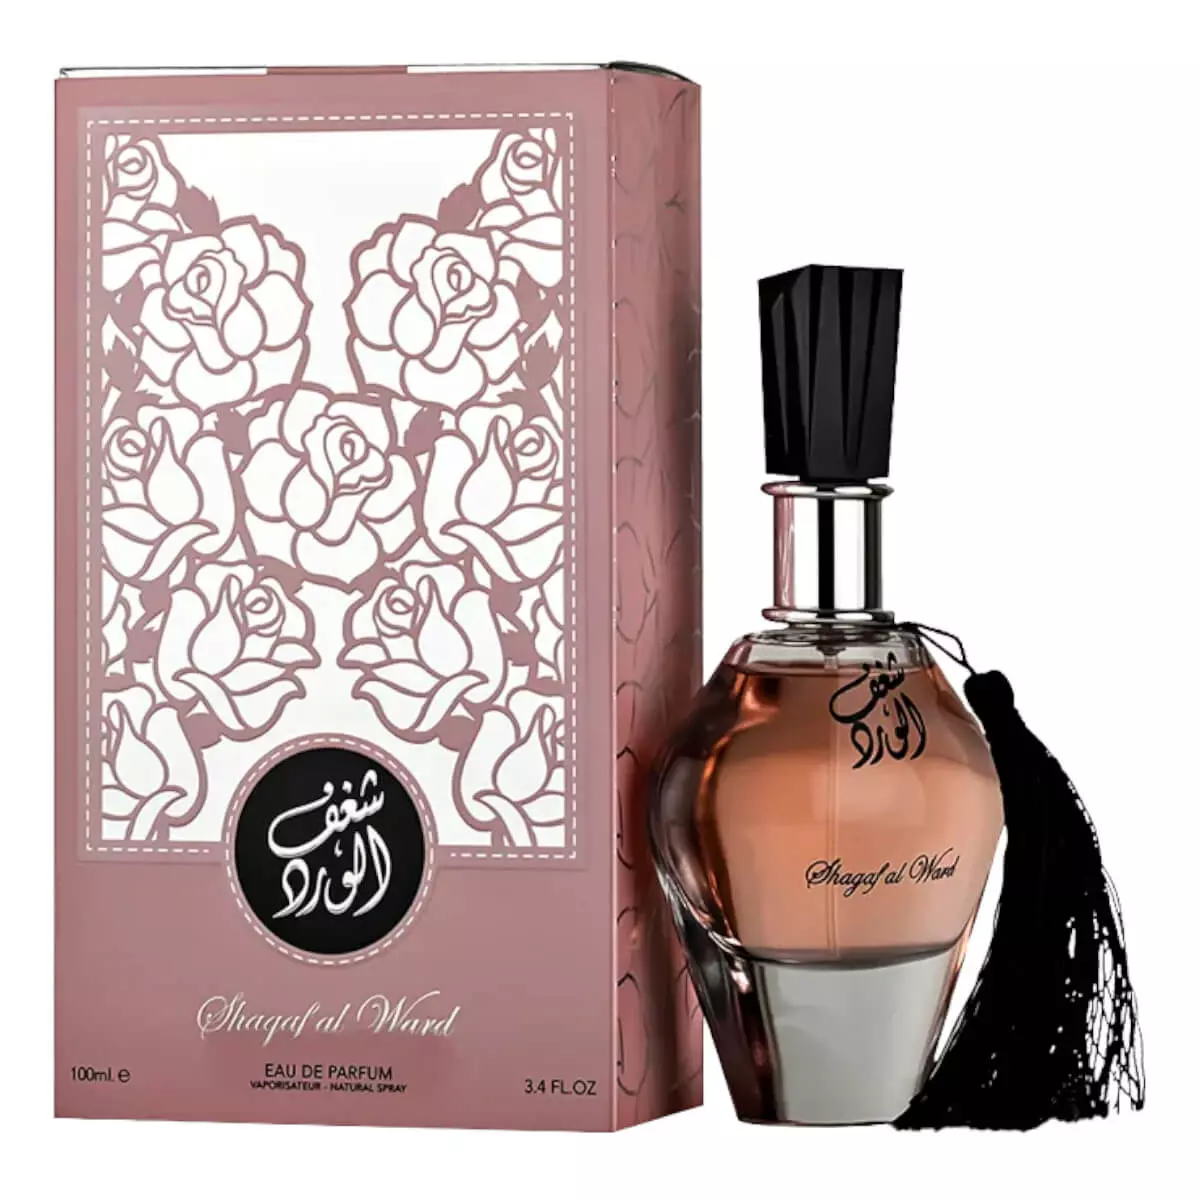 شغف
الورد
Shagaf al Ward
100ml. e
EAU DE PARFUM
VAPORISATEUR - NATURAL SPRAY
3.4 FL.OZ
شغف
الورد
Shagaf al Ward